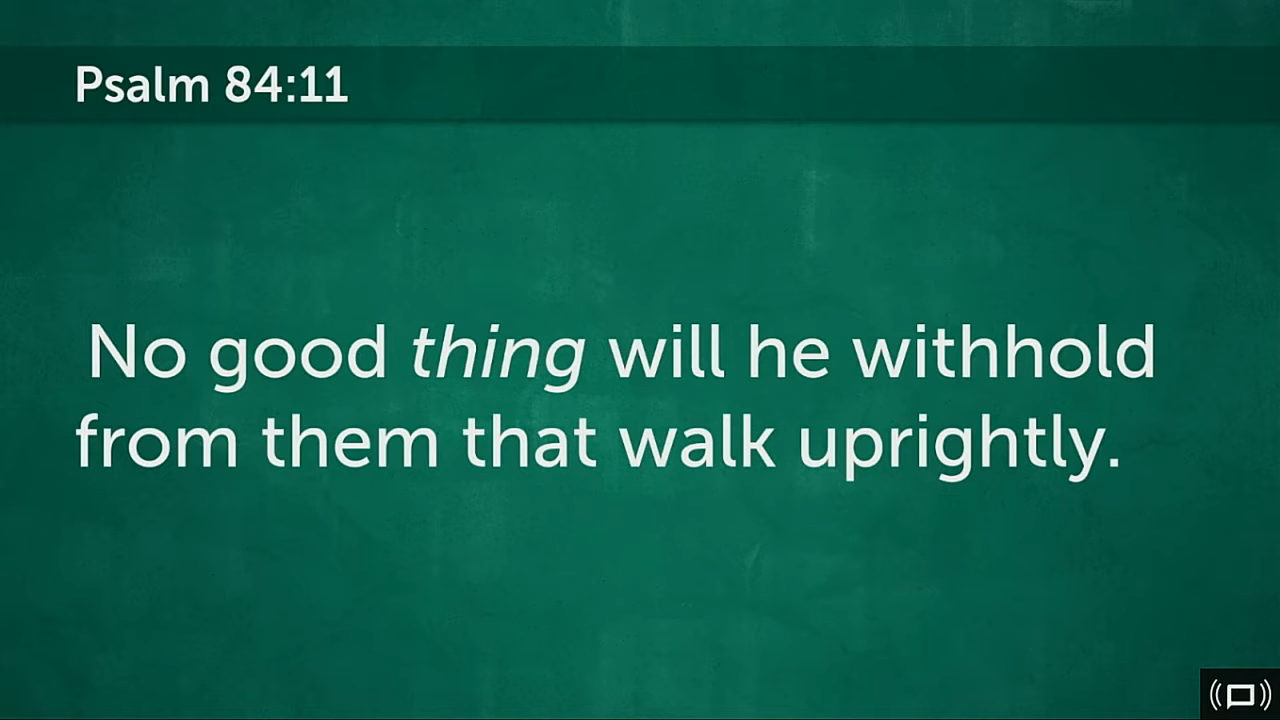 Psalm 84:11
No good thing will he withhold
from them that walk uprightly.